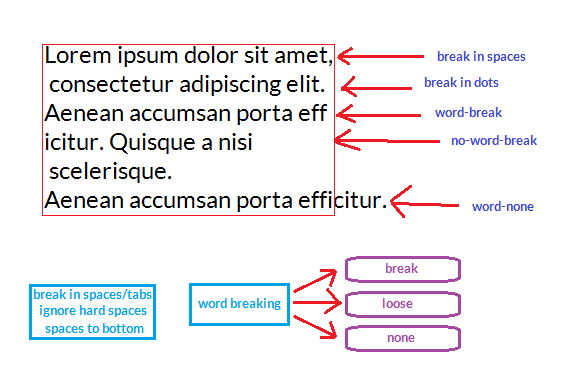 Lorem ipsum dolor sit amet,
consectetur adipiscing elit.
Aenean accumsan porta eff
icitur. Quisque a nisi
scelerisque.
Aenean accumsan porta efficitur.
break in spaces
break in dots
word-break
no-word-break
word-none
break in spaces/tabs
ignore hard spaces
spaces to bottom
word breaking
break
loose
none